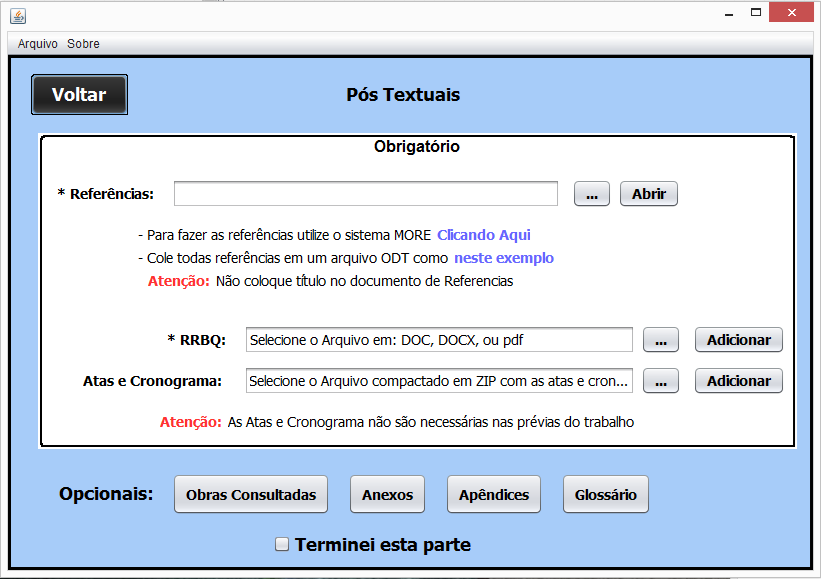 Arquivo Sobre
Voltar
Pós Textuais
Obrigatório
* Referências: ... Abrir
- Para fazer as referências utilize o sistema MORE Clicando Aqui
- Cole todas referências em um arquivo ODT como neste exemplo
Atenção: Não coloque título no documento de Referencias
* RRBQ: Selecione o Arquivo em: DOC, DOCX, ou pdf ... Adicionar
Atas e Cronograma: Selecione o Arquivo compactado em ZIP com as atas e cron... ... Adicionar
Atenção: As Atas e Cronograma não são necessárias nas prévias do trabalho
Opcionais: Obras Consultadas Anexos Apêndices Glossário
Terminei esta parte